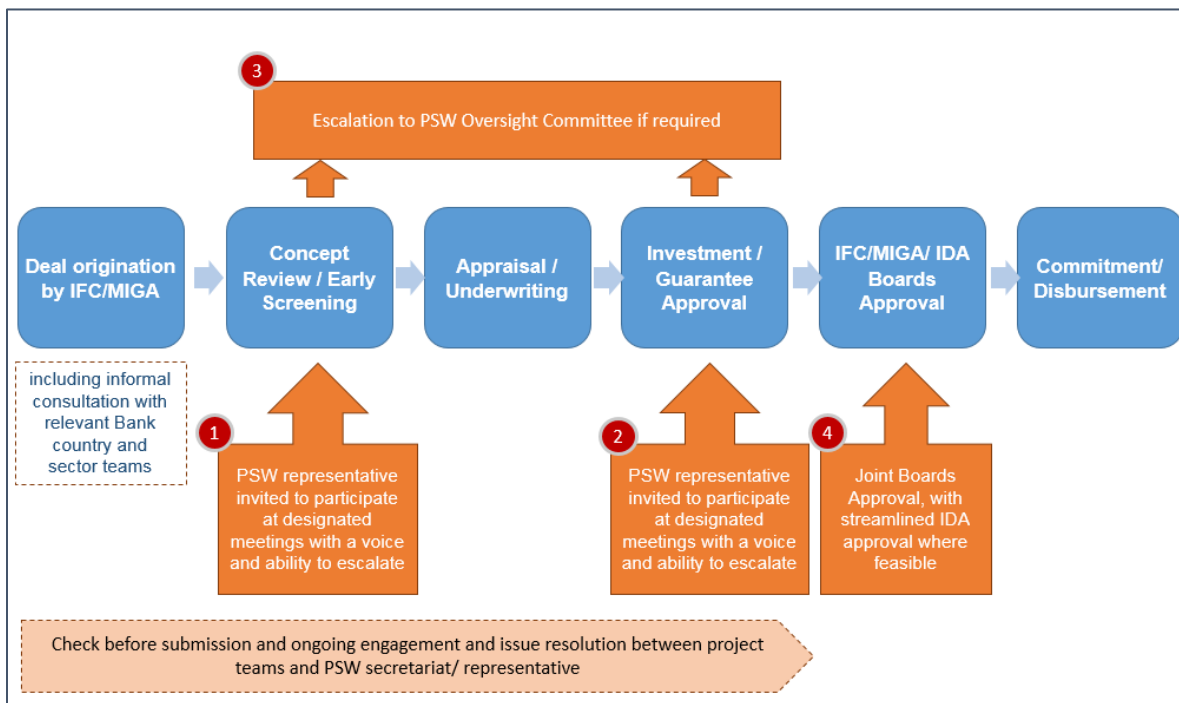 3
Escalation to PSW Oversight Committee if required
Deal origination
by IFC/MIGA
Concept
Review / Early
Screening
Appraisal /
Underwriting
Investment /
Guarantee
Approval
IFC/MIGA/ IDA
Boards
Approval
Commitment/
Disbursement
including informal
consultation with
relevant Bank
country and
sector teams
1
PSW representative
invited to participate
at designated
meetings with a voice
and ability to escalate
2
PSW representative
invited to participate
at designated
meetings with a voice
and ability to escalate
4
Joint Boards
Approval, with
streamlined IDA
approval where
feasible
Check before submission and ongoing engagement and issue resolution between project
teams and PSW secretariat/ representative